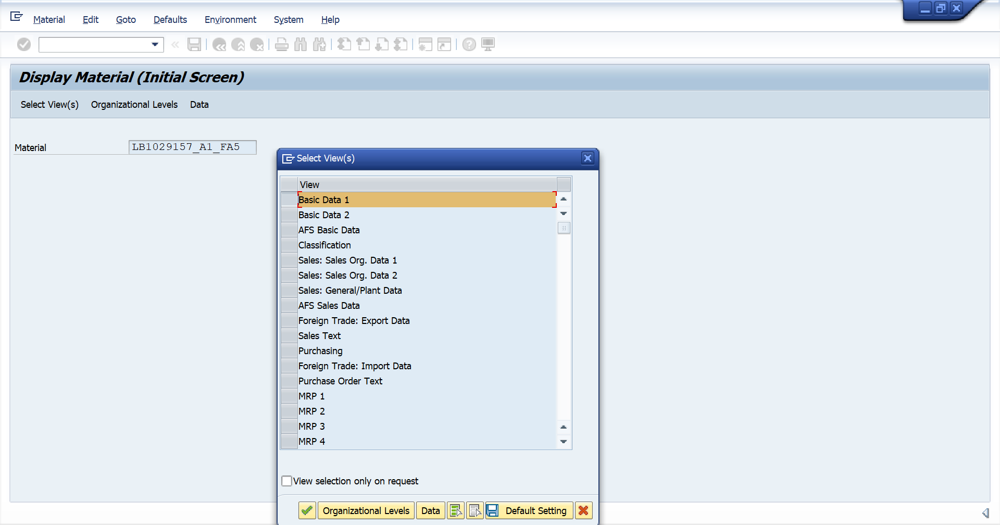 Material Edit Goto Defaults Environment System Help
Display Material (Initial Screen)
Select View(s) Organizational Levels Data
Material LB1029157_A1_FA5
Select View(s)
View
Basic Data 1
Basic Data 2
AFS Basic Data
Classification
Sales: Sales Org. Data 1
Sales: Sales Org. Data 2
Sales: General/Plant Data
AFS Sales Data
Foreign Trade: Export Data
Sales Text
Purchasing
Foreign Trade: Import Data
Purchase Order Text
MRP 1
MRP 2
MRP 3
MRP 4
View selection only on request
Organizational Levels Data Default Setting